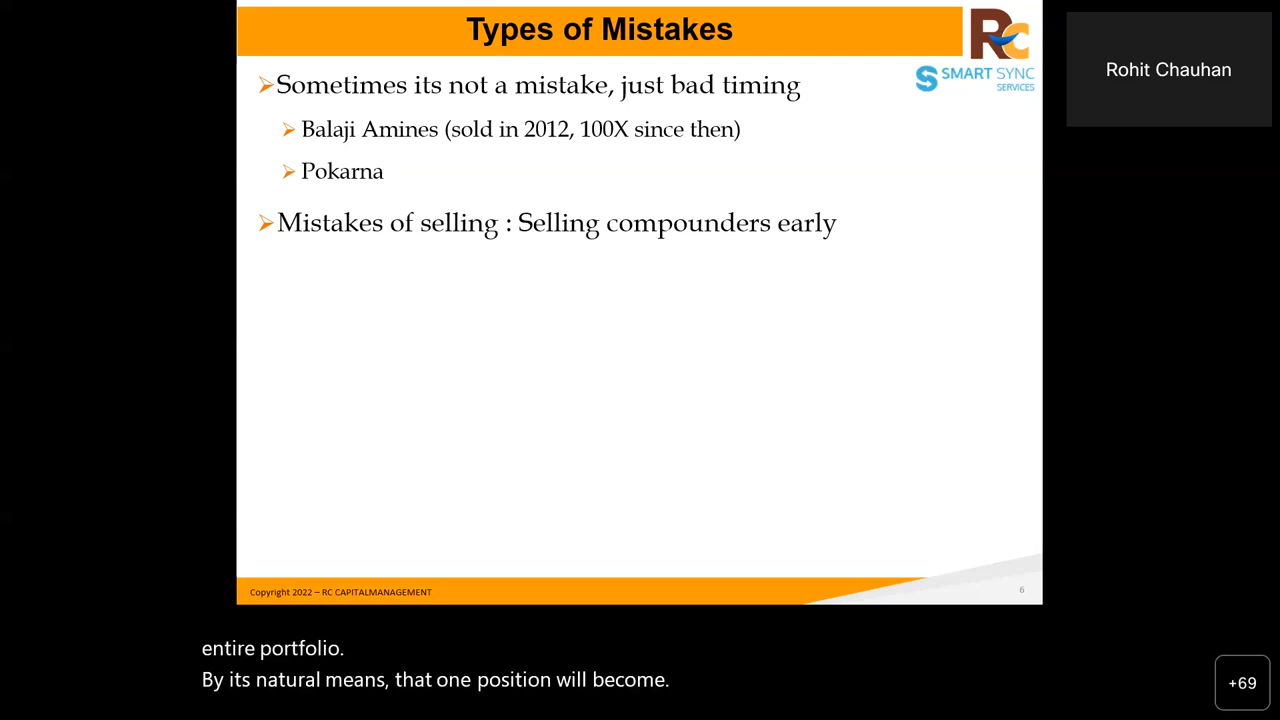 Types of Mistakes
RC
SMART SYNC
SERVICES
Rohit Chauhan
Sometimes its not a mistake, just bad timing
Balaji Amines (sold in 2012, 100X since then)
Pokarna
Mistakes of selling : Selling compounders early
Copyright 2022 – RC CAPITALMANAGEMENT
6
entire portfolio.
By its natural means, that one position will become.
+69